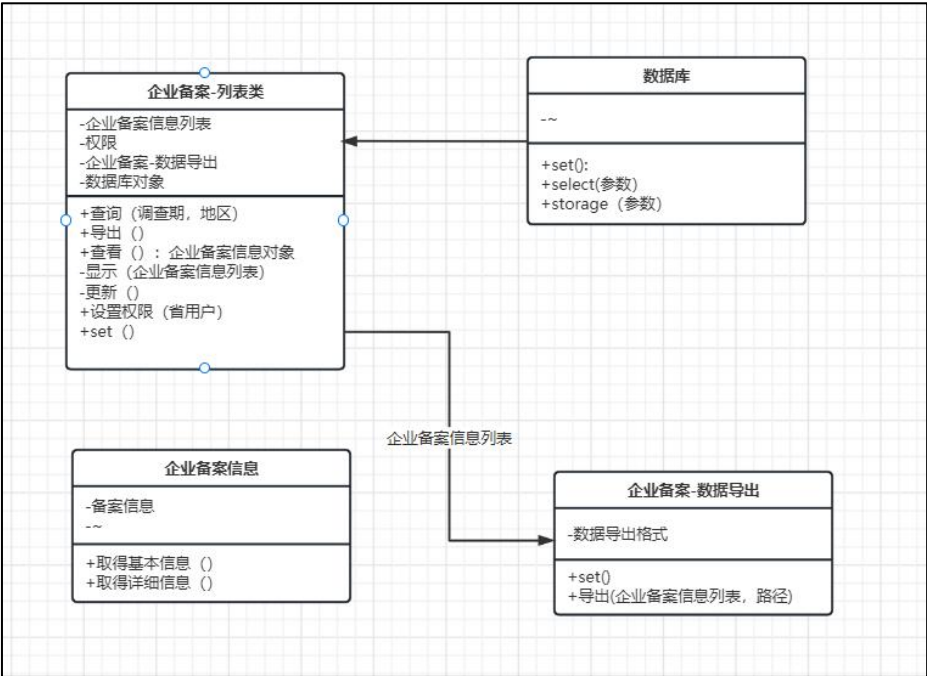 企业备案-列表类
-企业备案信息列表
-权限
-企业备案-数据导出
-数据库对象
+查询（调查期，地区）
+导出（）
+查看（）：企业备案信息对象
-显示（企业备案信息列表）
-更新（）
+设置权限（省用户）
+set（）
数据库
-~
+set():
+select(参数)
+storage（参数）
企业备案信息列表
企业备案信息
-备案信息
-~
+取得基本信息（）
+取得详细信息（）
企业备案-数据导出
-数据导出格式
+set()
+导出(企业备案信息列表，路径)